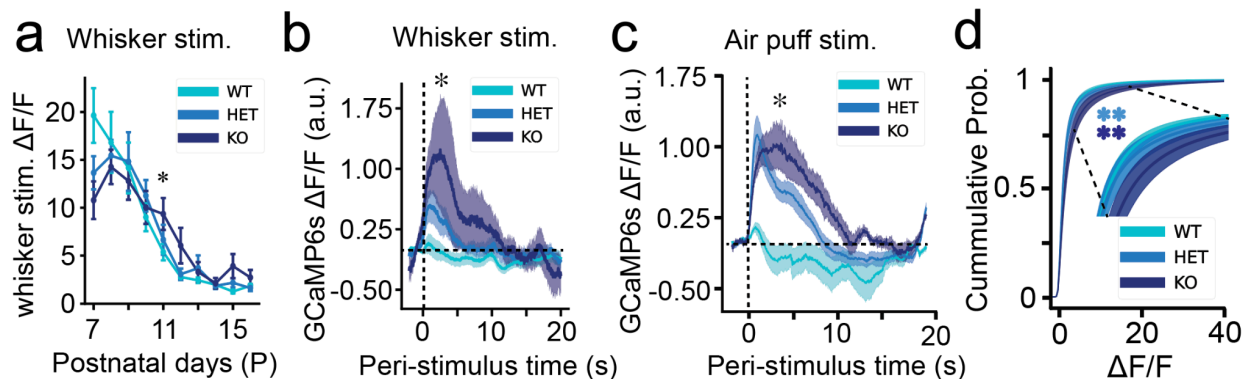 a Whisker stim.
WT
HET
KO
*
whisker stim. ΔF/F
20
15
10
5
0
7
11
15
Postnatal days (P)
b Whisker stim.
WT
HET
KO
*
GCaMP6s ΔF/F (a.u.)
1.75
1.00
0.25
-0.50
0
10
20
Peri-stimulus time (s)
c Air puff stim.
WT
HET
KO
*
GCaMP6s ΔF/F (a.u.)
1.75
1.00
0.25
-0.50
0
10
20
Peri-stimulus time (s)
d
Cummulative Prob.
1
0.5
0
**
**
WT
HET
KO
0
20
40
ΔF/F